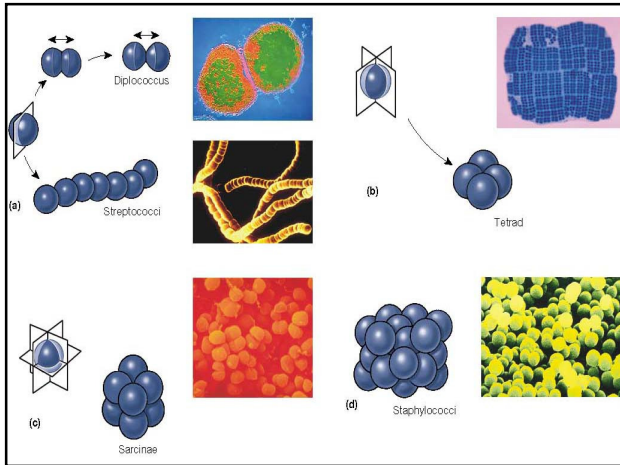 Diplococcus
(a)
Streptococci
(b)
Tetrad
(c)
Sarcinae
(d)
Staphylococci